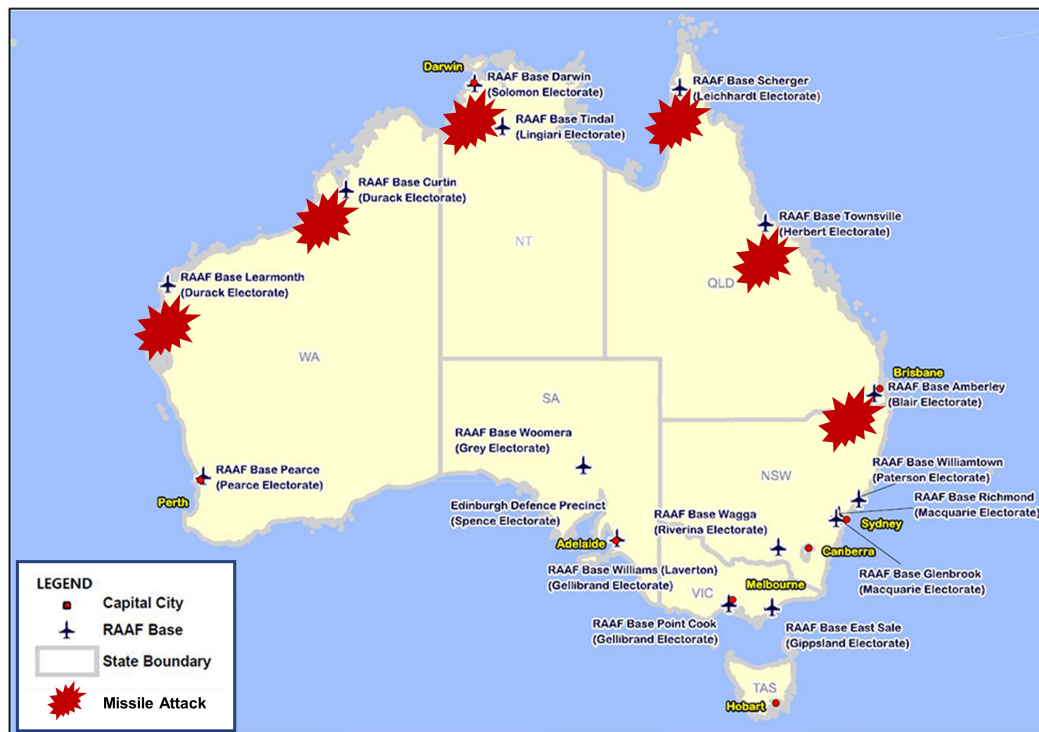 Darwin
RAAF Base Darwin
(Solomon Electorate)
RAAF Base Scherger
(Leichhardt Electorate)
RAAF Base Tindal
(Lingiari Electorate)
RAAF Base Curtin
(Durack Electorate)
RAAF Base Townsville
(Herbert Electorate)
NT
QLD
RAAF Base Learmonth
(Durack Electorate)
WA
Brisbane
RAAF Base Amberley
(Blair Electorate)
SA
RAAF Base Woomera
(Grey Electorate)
RAAF Base Pearce
(Pearce Electorate)
Perth
NSW
RAAF Base Williamtown
(Paterson Electorate)
RAAF Base Richmond
(Macquarie Electorate)
Sydney
Edinburgh Defence Precinct
(Spence Electorate)
Adelaide
RAAF Base Wagga
(Riverina Electorate)
Canberra
RAAF Base Glenbrook
(Macquarie Electorate)
RAAF Base Williams (Laverton)
(Gellibrand Electorate)
VIC
Melbourne
RAAF Base Point Cook
(Gellibrand Electorate)
RAAF Base East Sale
(Gippsland Electorate)
TAS
Hobart
LEGEND
Capital City
RAAF Base
State Boundary
Missile Attack